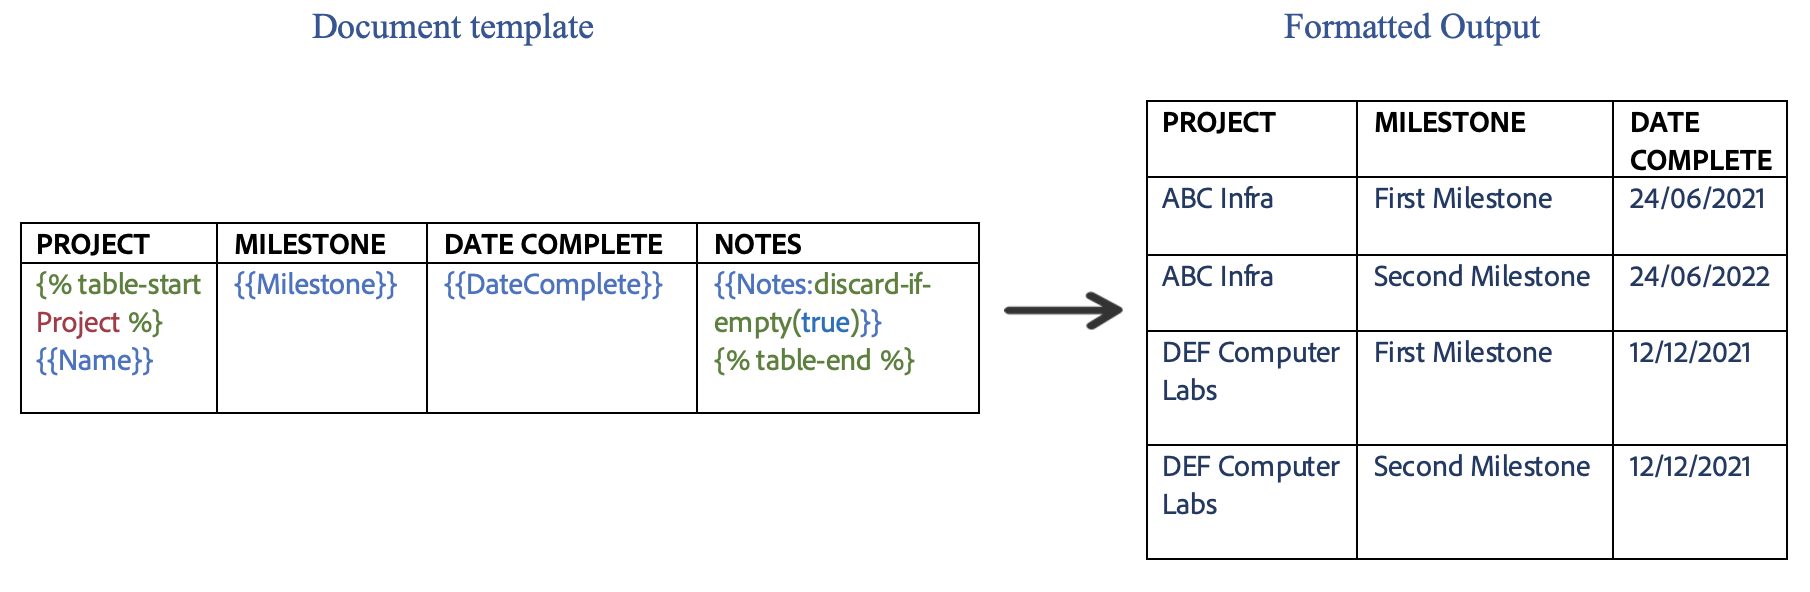 Document template
Formatted Output
PROJECT
MILESTONE
DATE COMPLETE
NOTES
{% table-start
Project %}
{{Name}}
{{Milestone}}
{{DateComplete}}
{{Notes:discard-if-
empty(true)}}
{% table-end %}
PROJECT
MILESTONE
DATE
COMPLETE
ABC Infra
First Milestone
24/06/2021
ABC Infra
Second Milestone
24/06/2022
DEF Computer
Labs
First Milestone
12/12/2021
DEF Computer
Labs
Second Milestone
12/12/2021